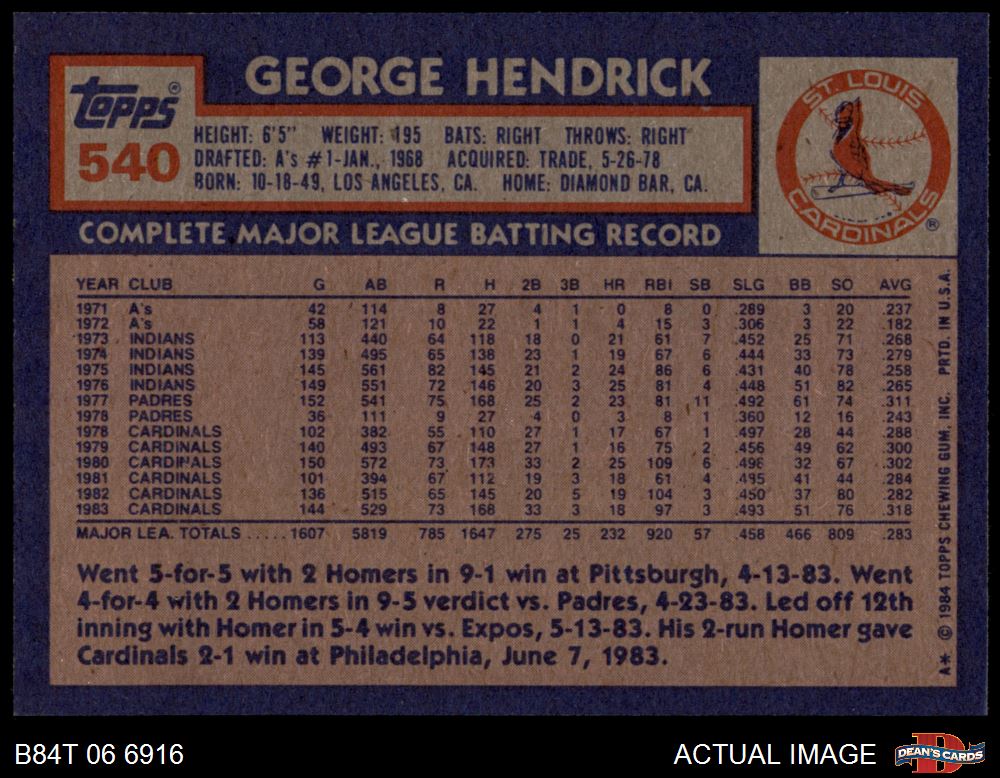 GEORGE HENDRICK
TOPPS®
540
HEIGHT: 6'5" WEIGHT: 195 BATS: RIGHT THROWS: RIGHT
DRAFTED: A's #1-JAN., 1968 ACQUIRED: TRADE, 5-26-78
BORN: 10-18-49, LOS ANGELES, CA. HOME: DIAMOND BAR, CA.
ST. LOUIS
CARDINALS ®
COMPLETE MAJOR LEAGUE BATTING RECORD
YEAR CLUB G AB R H 2B 3B HR RBI SB SLG BB SO AVG
1971 A's 42 114 8 27 4 1 0 8 0 .289 3 20 .237
1972 A's 58 121 10 22 1 1 4 15 3 .306 3 22 .182
1973 INDIANS 113 440 64 118 18 0 21 61 7 .452 25 71 .268
1974 INDIANS 139 495 65 138 23 1 19 67 6 .444 33 73 .279
1975 INDIANS 145 561 82 145 21 2 24 86 6 .431 40 78 .258
1976 INDIANS 149 551 72 146 20 3 25 81 4 .448 51 82 .265
1977 PADRES 152 541 75 168 25 2 23 81 11 .492 61 74 .311
1978 PADRES 36 111 9 27 4 0 3 8 1 .360 12 16 .243
1978 CARDINALS 102 382 55 110 27 1 17 67 1 .497 28 44 .288
1979 CARDINALS 140 493 67 148 27 1 16 75 2 .456 49 62 .300
1980 CARDINALS 150 572 73 173 33 2 25 109 6 .498 32 67 .302
1981 CARDINALS 101 394 67 112 19 3 18 61 4 .485 41 44 .284
1982 CARDINALS 136 515 65 145 20 5 19 104 3 .450 37 80 .282
1983 CARDINALS 144 529 73 168 33 3 18 97 3 .493 51 76 .318
MAJOR LEA. TOTALS ..... 1607 5819 785 1647 275 25 232 920 57 .458 466 809 .283
Went 5-for-5 with 2 Homers in 9-1 win at Pittsburgh, 4-13-83. Went
4-for-4 with 2 Homers in 9-5 verdict vs. Padres, 4-23-83. Led off 12th
inning with Homer in 5-4 win vs. Expos, 5-13-83. His 2-run Homer gave
Cardinals 2-1 win at Philadelphia, June 7, 1983.
A* © 1984 TOPPS CHEWING GUM, INC. PRTD. IN U.S.A.
B84T 06 6916
ACTUAL IMAGE
D
DEAN'S CARDS